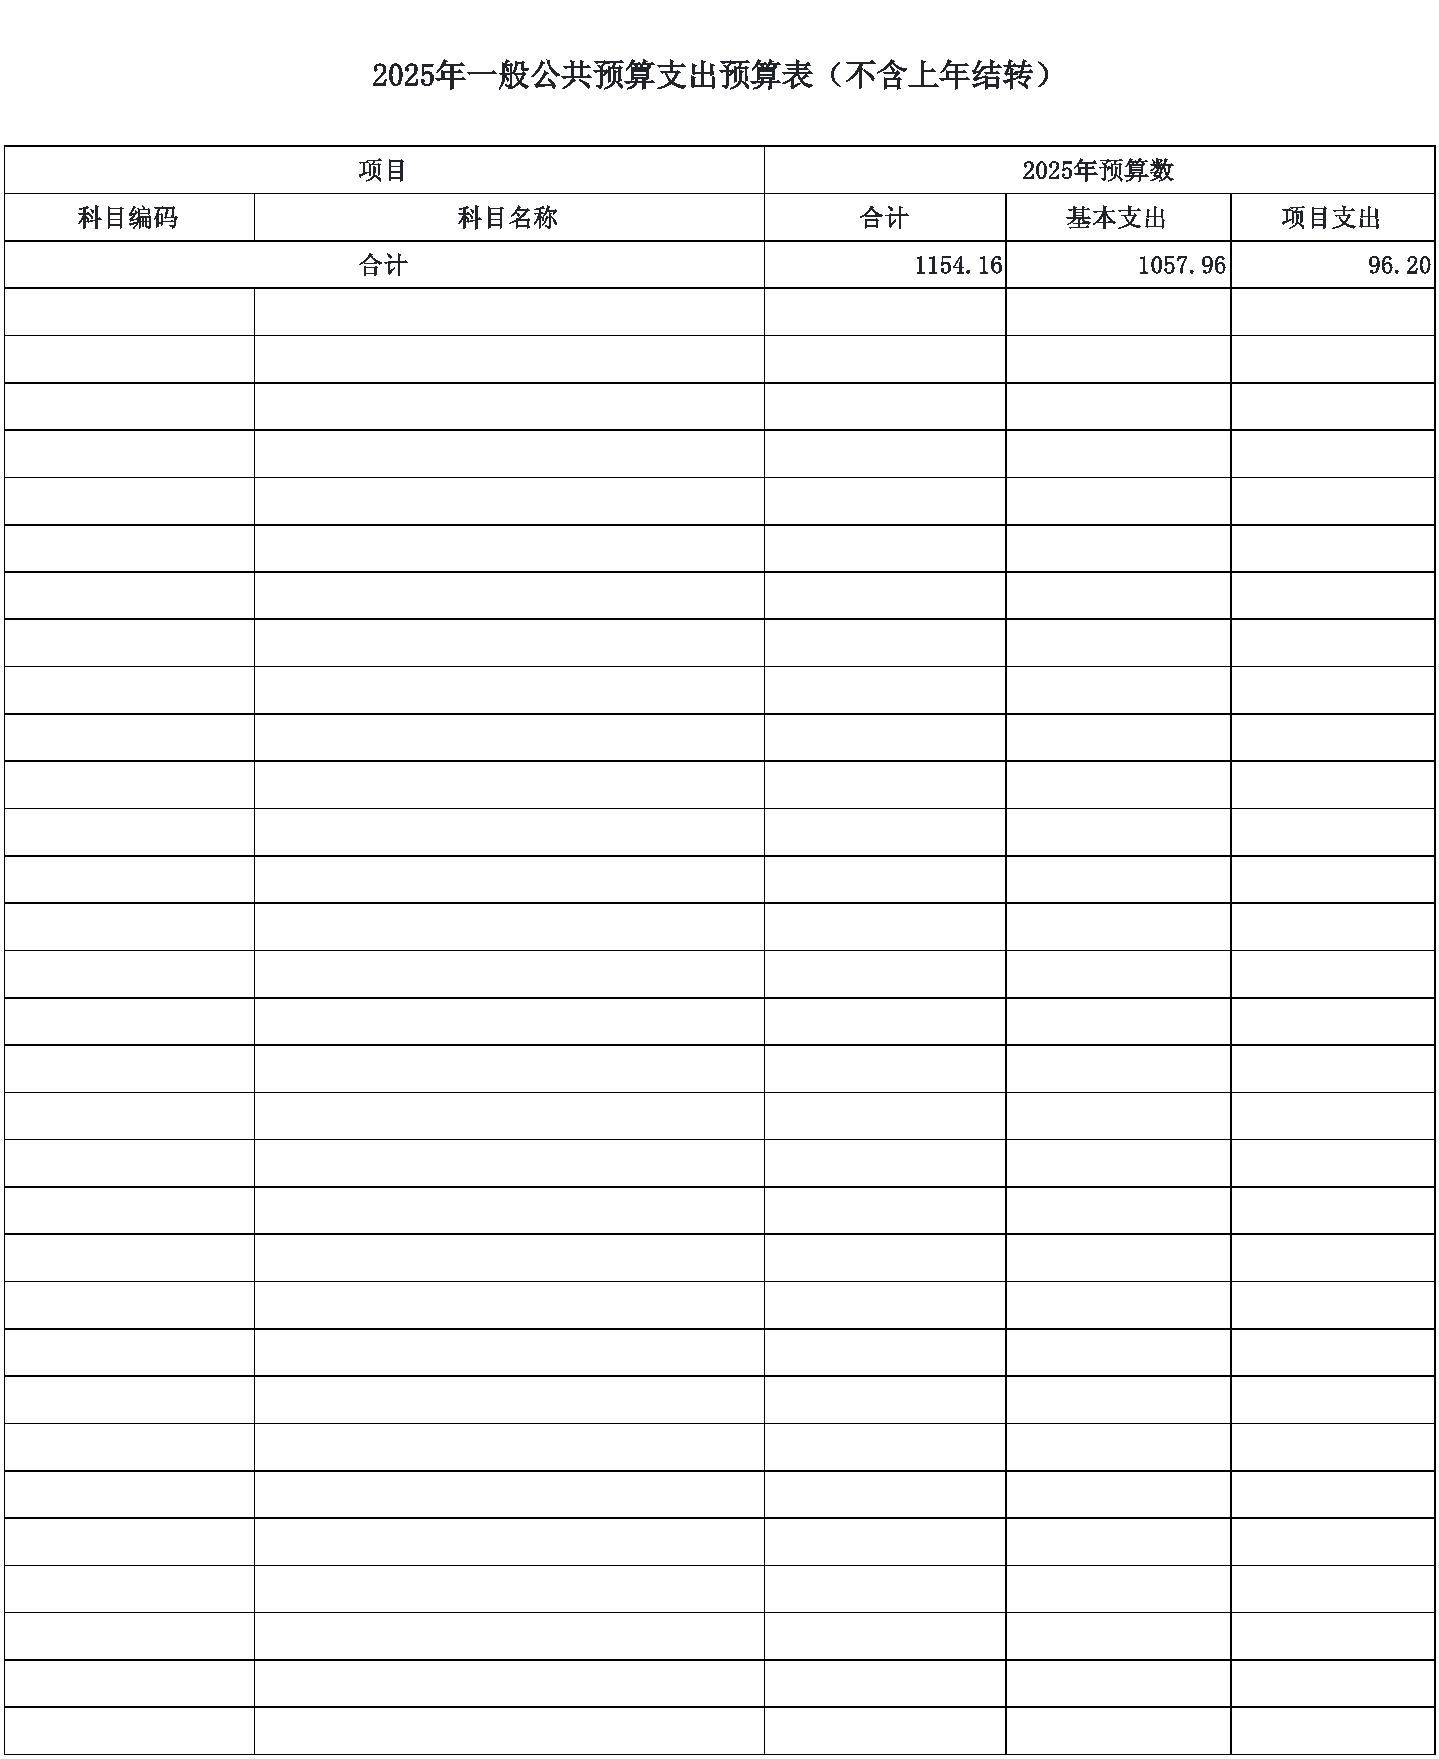 2025年一般公共预算支出预算表（不含上年结转）
项目 2025年预算数
科目编码 科目名称 合计 基本支出 项目支出
合计 1154.16 1057.96 96.20